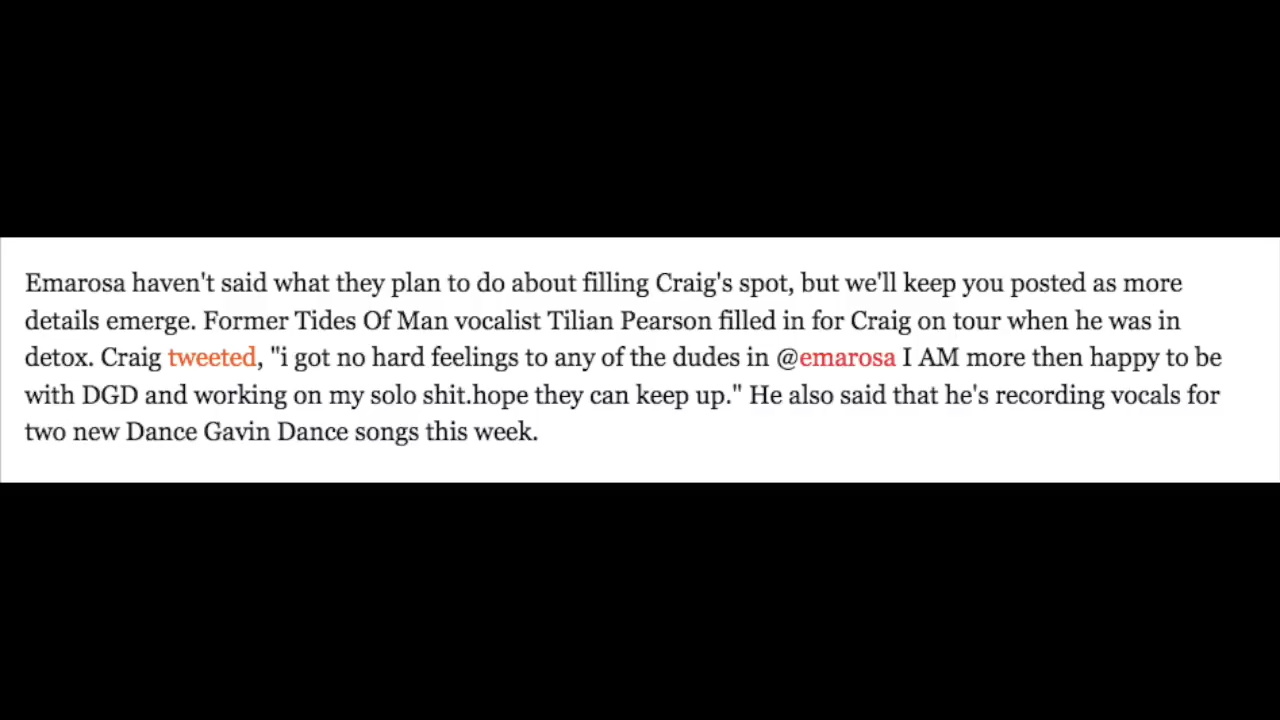 Emarosa haven't said what they plan to do about filling Craig's spot, but we'll keep you posted as more
details emerge. Former Tides Of Man vocalist Tilian Pearson filled in for Craig on tour when he was in
detox. Craig tweeted, "i got no hard feelings to any of the dudes in @emarosa I AM more then happy to be
with DGD and working on my solo shit.hope they can keep up." He also said that he's recording vocals for
two new Dance Gavin Dance songs this week.